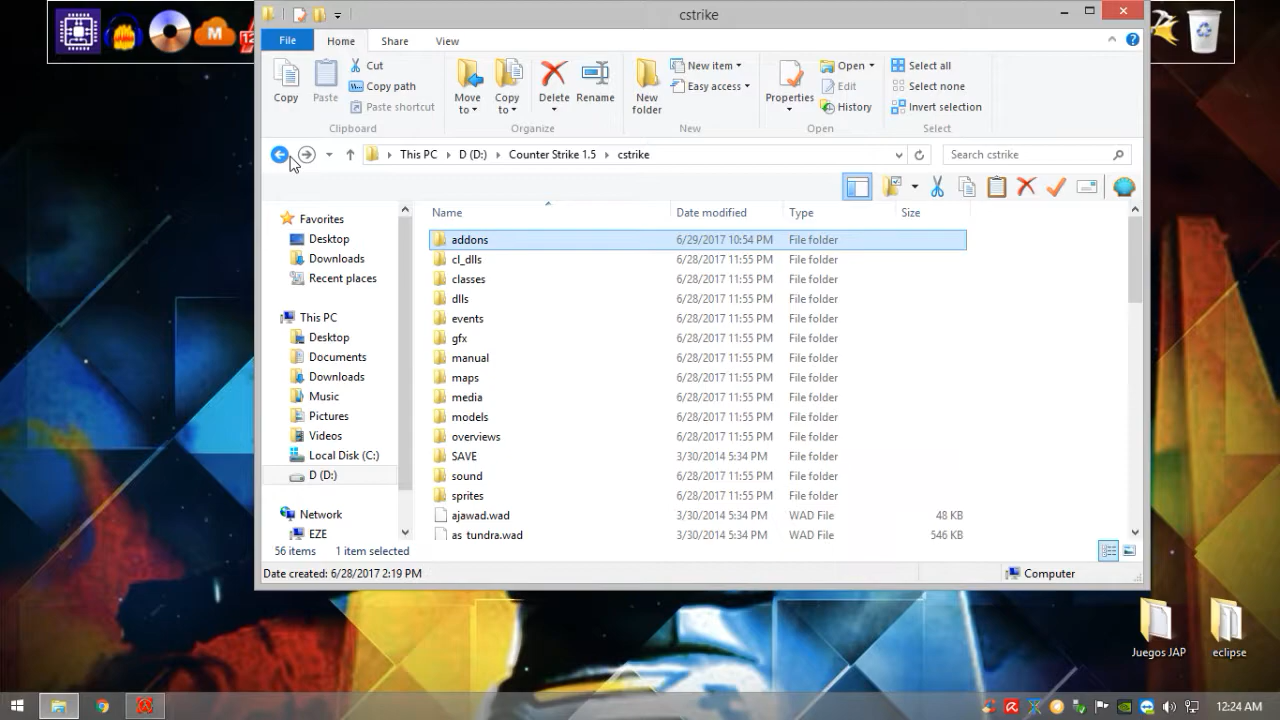 cstrike
File Home Share View
Copy Paste Cut Copy path Paste shortcut Move to Copy to Delete Rename New folder New item Easy access Properties Open Edit History Select all Select none Invert selection
Clipboard Organize New Open Select
This PC D (D:) Counter Strike 1.5 cstrike Search cstrike
Name Date modified Type Size
Favorites
Desktop
Downloads
Recent places
This PC
Desktop
Documents
Downloads
Music
Pictures
Videos
Local Disk (C:)
D (D:)
Network
EZE
addons 6/29/2017 10:54 PM File folder
cl_dlls 6/28/2017 11:55 PM File folder
classes 6/28/2017 11:55 PM File folder
dlls 6/28/2017 11:55 PM File folder
events 6/28/2017 11:55 PM File folder
gfx 6/28/2017 11:55 PM File folder
manual 6/28/2017 11:55 PM File folder
maps 6/28/2017 11:55 PM File folder
media 6/28/2017 11:55 PM File folder
models 6/28/2017 11:55 PM File folder
overviews 6/28/2017 11:55 PM File folder
SAVE 3/30/2014 5:34 PM File folder
sound 6/28/2017 11:55 PM File folder
sprites 6/28/2017 11:55 PM File folder
ajawad.wad 3/30/2014 5:34 PM WAD File 48 KB
as_tundra.wad 3/30/2014 5:34 PM WAD File 546 KB
56 items 1 item selected
Date created: 6/28/2017 2:19 PM Computer
Juegos JAP eclipse
12:24 AM